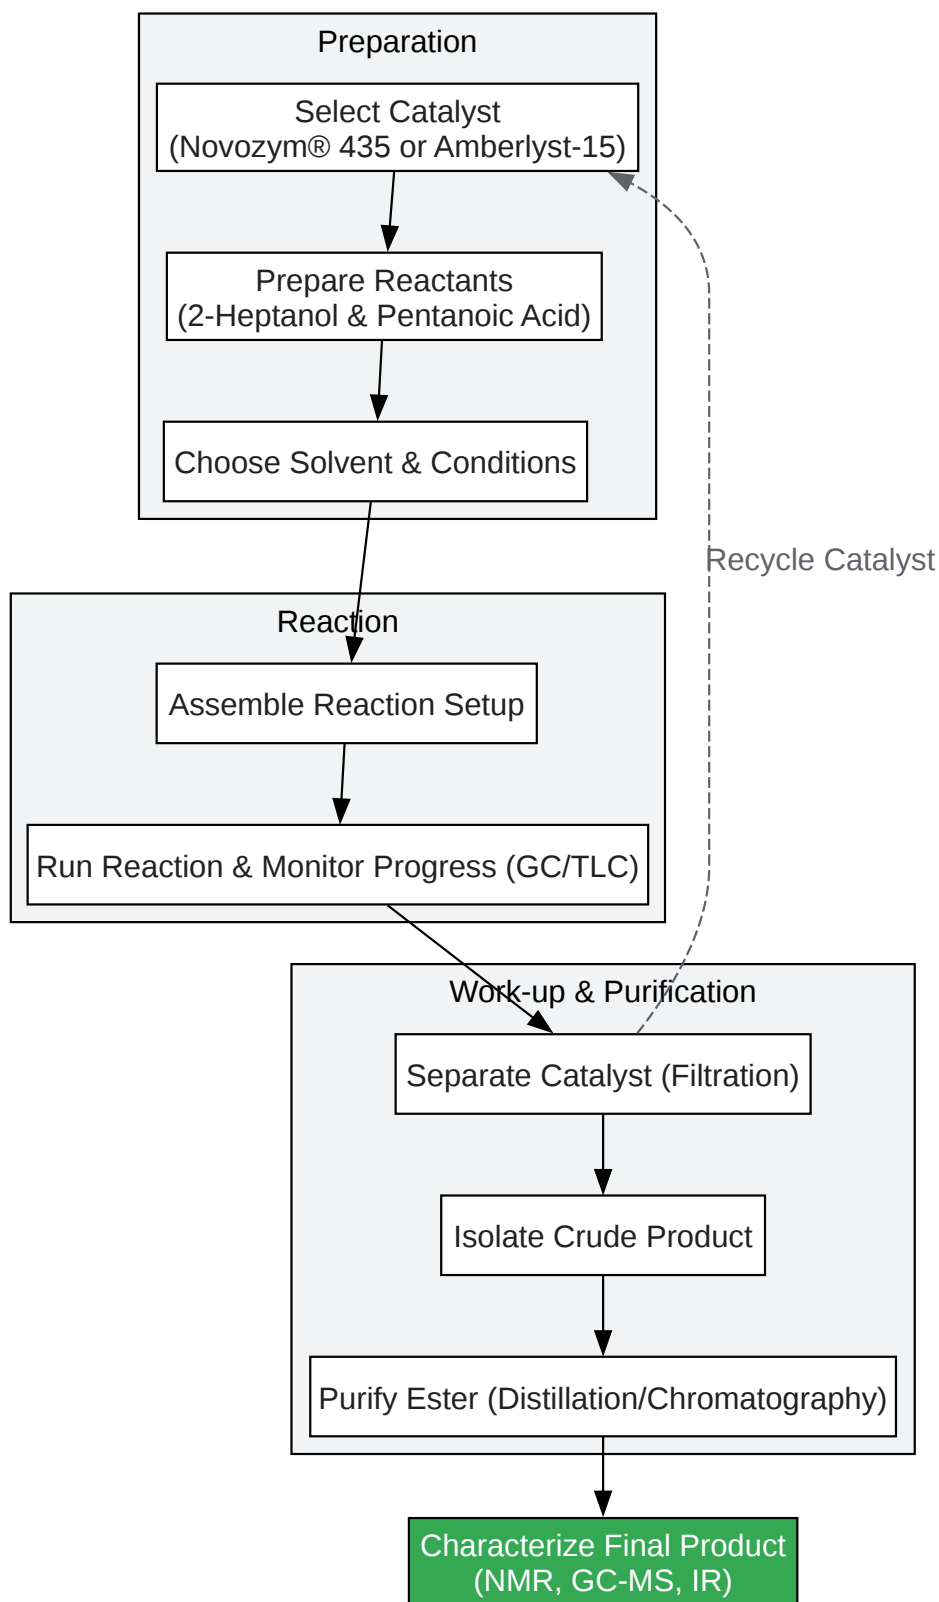 Preparation
Select Catalyst
(Novozym® 435 or Amberlyst-15)
Prepare Reactants
(2-Heptanol & Pentanoic Acid)
Choose Solvent & Conditions
Recycle Catalyst
Reaction
Assemble Reaction Setup
Run Reaction & Monitor Progress (GC/TLC)
Work-up & Purification
Separate Catalyst (Filtration)
Isolate Crude Product
Purify Ester (Distillation/Chromatography)
Characterize Final Product
(NMR, GC-MS, IR)